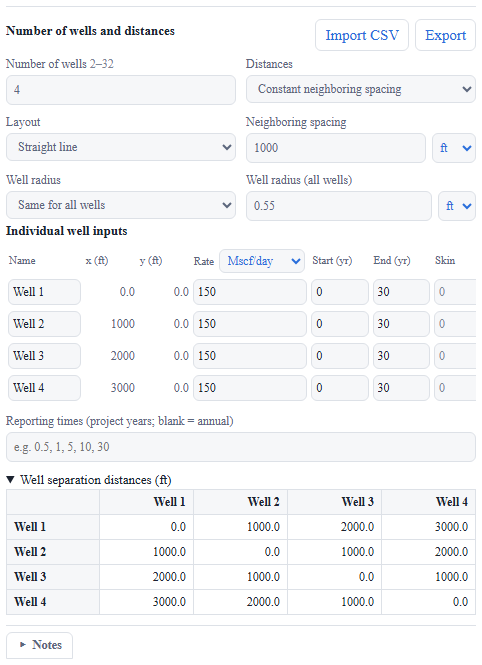 Number of wells and distances
Import CSV
Export
Number of wells 2–32
Distances
4
Constant neighboring spacing
Layout
Neighboring spacing
Straight line
1000
ft
Well radius
Well radius (all wells)
Same for all wells
0.55
ft
Individual well inputs
Name x (ft) y (ft) Rate Mscf/day Start (yr) End (yr) Skin
Well 1 0.0 0.0 150 0 30 0
Well 2 1000 0.0 150 0 30 0
Well 3 2000 0.0 150 0 30 0
Well 4 3000 0.0 150 0 30 0
Reporting times (project years; blank = annual)
e.g. 0.5, 1, 5, 10, 30
▼ Well separation distances (ft)
Well 1 Well 2 Well 3 Well 4
Well 1 0.0 1000.0 2000.0 3000.0
Well 2 1000.0 0.0 1000.0 2000.0
Well 3 2000.0 1000.0 0.0 1000.0
Well 4 3000.0 2000.0 1000.0 0.0
► Notes